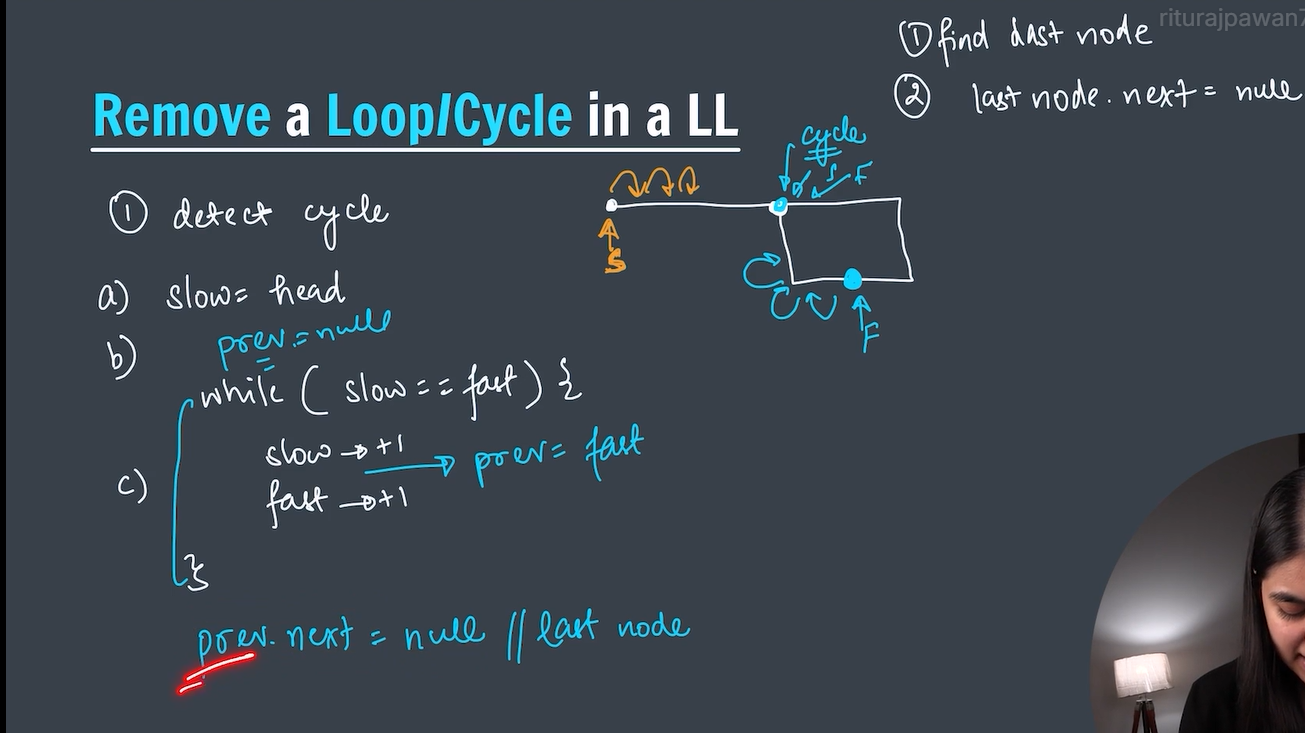 riturajpawan7
① find last node
② last node. next = null
Remove a Loop/Cycle in a LL
cycle
S F
S
F
① detect cycle
a) slow = head
b) prev. = null
while ( slow == fast ) {
slow → +1 → prev = fast
c) fast → +1
}
prev. next = null // last node